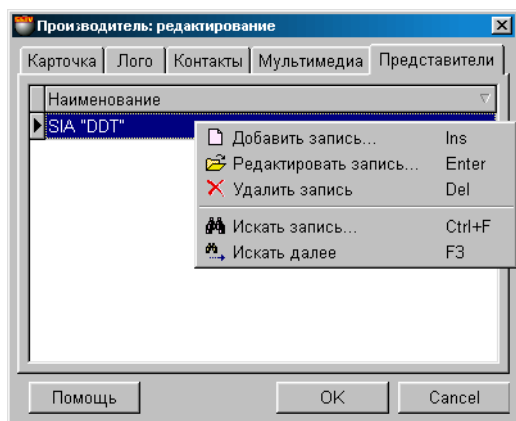 Производитель: редактирование
Карточка Лого Контакты Мультимедиа Представители
Наименование
SIA "DDT"
Добавить запись... Ins
Редактировать запись... Enter
Удалить запись Del
Искать запись... Ctrl+F
Искать далее F3
Помощь OK Cancel